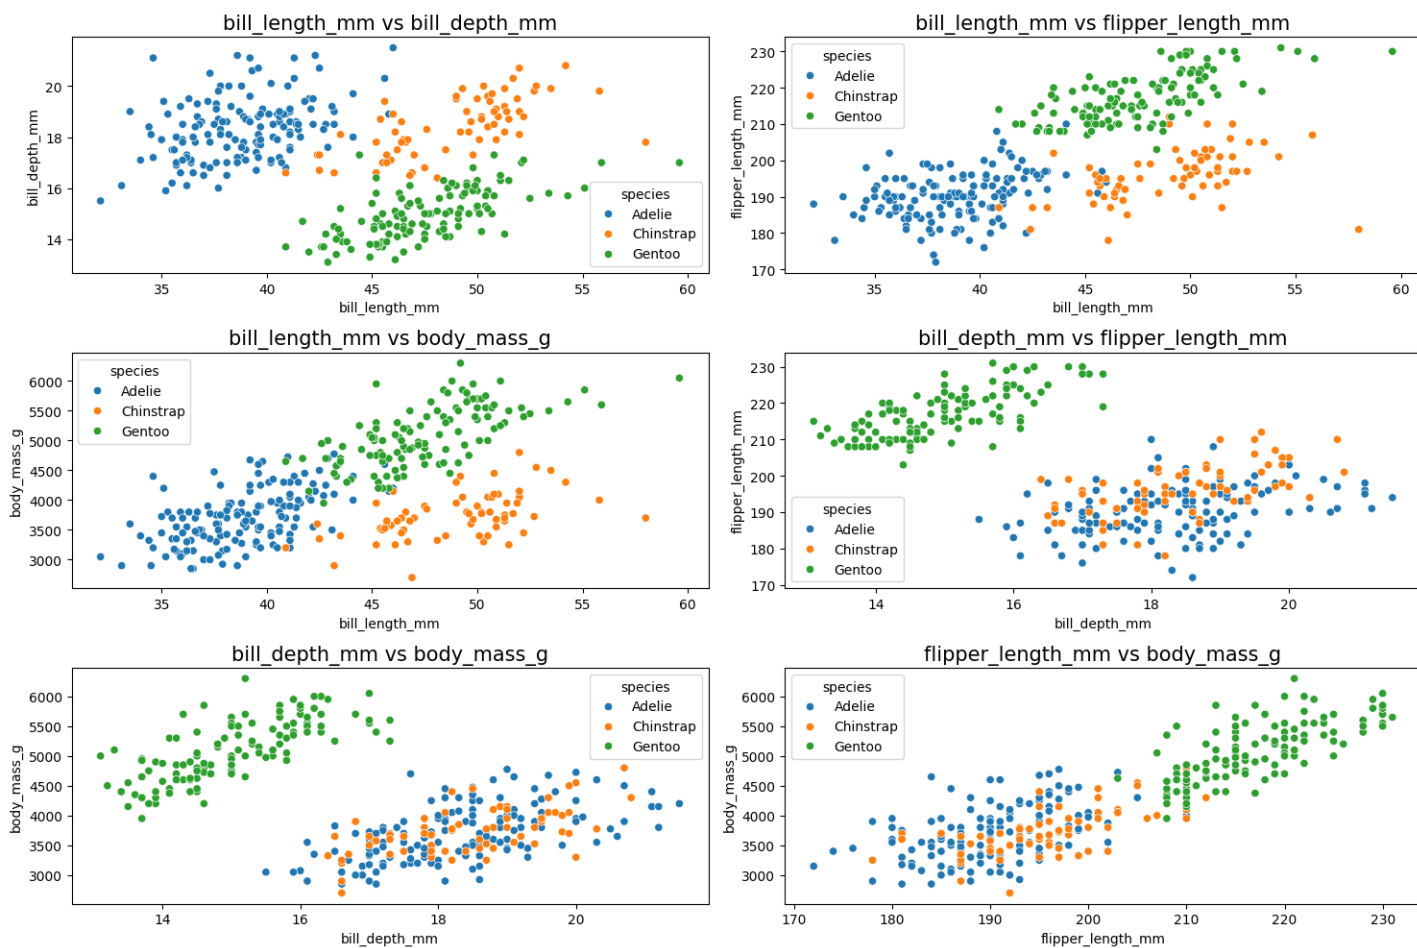 bill_length_mm vs bill_depth_mm
bill_depth_mm
20
18
16
14
species
Adelie
Chinstrap
Gentoo
35 40 45 50 55 60
bill_length_mm
bill_length_mm vs flipper_length_mm
flipper_length_mm
230
220
210
200
190
180
170
species
Adelie
Chinstrap
Gentoo
35 40 45 50 55 60
bill_length_mm
bill_length_mm vs body_mass_g
body_mass_g
6000
5500
5000
4500
4000
3500
3000
species
Adelie
Chinstrap
Gentoo
35 40 45 50 55 60
bill_length_mm
bill_depth_mm vs flipper_length_mm
flipper_length_mm
230
220
210
200
190
180
170
species
Adelie
Chinstrap
Gentoo
14 16 18 20
bill_depth_mm
bill_depth_mm vs body_mass_g
body_mass_g
6000
5500
5000
4500
4000
3500
3000
species
Adelie
Chinstrap
Gentoo
14 16 18 20
bill_depth_mm
flipper_length_mm vs body_mass_g
body_mass_g
6000
5500
5000
4500
4000
3500
3000
species
Adelie
Chinstrap
Gentoo
170 180 190 200 210 220 230
flipper_length_mm